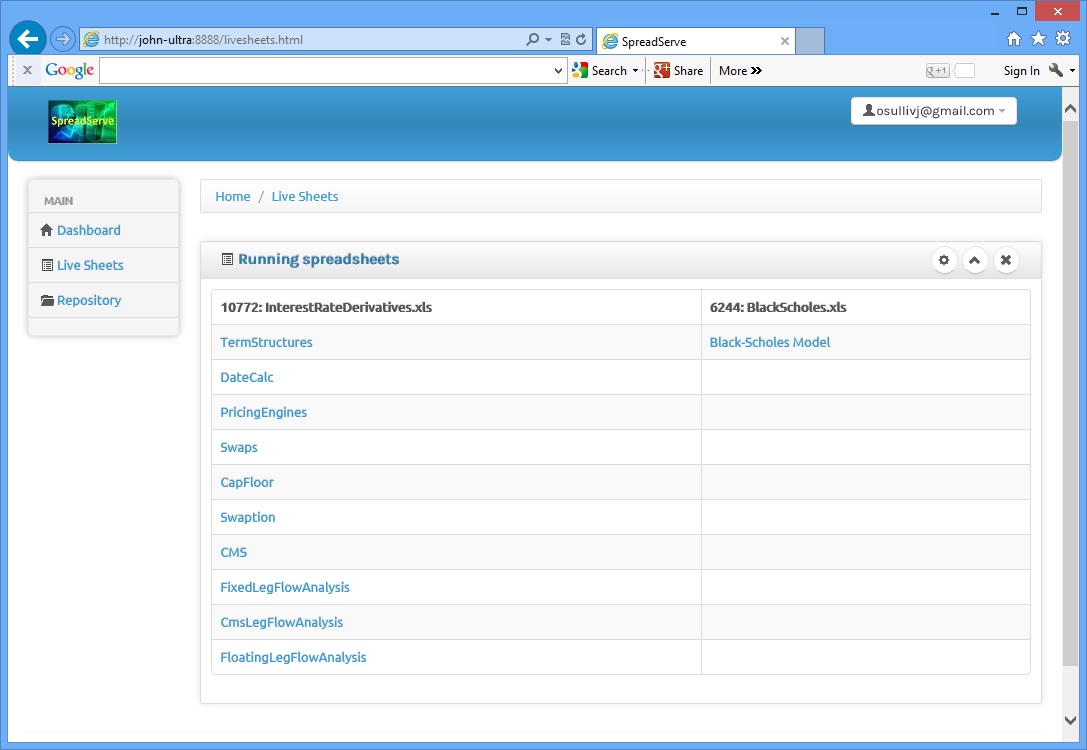 http://john-ultra:8888/livesheets.html
SpreadServe
Google
Search
Share
More »
+1
Sign In
SpreadServe
osullivj@gmail.com
MAIN
Dashboard
Live Sheets
Repository
Home / Live Sheets
Running spreadsheets
10772: InterestRateDerivatives.xls 6244: BlackScholes.xls
TermStructures Black-Scholes Model
DateCalc
PricingEngines
Swaps
CapFloor
Swaption
CMS
FixedLegFlowAnalysis
CmsLegFlowAnalysis
FloatingLegFlowAnalysis